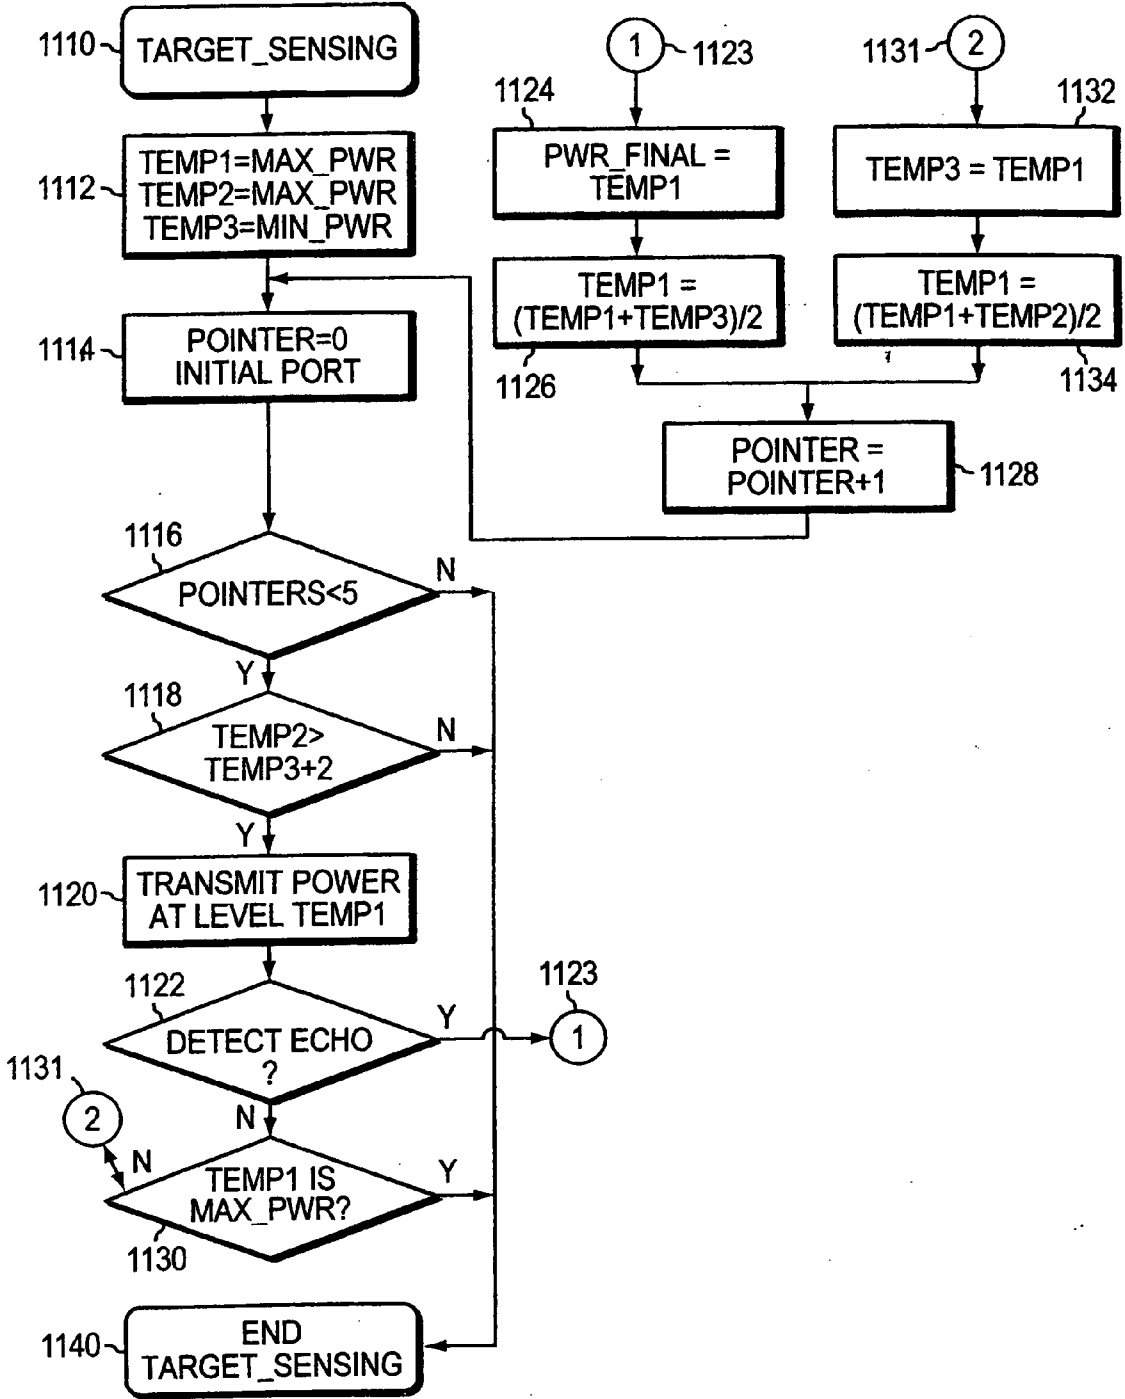 1110
TARGET_SENSING
1112
TEMP1=MAX_PWR
TEMP2=MAX_PWR
TEMP3=MIN_PWR
1114
POINTER=0
INITIAL PORT
1116
POINTERS<5
N
Y
1118
TEMP2>
TEMP3+2
N
Y
1120
TRANSMIT POWER
AT LEVEL TEMP1
1122
DETECT ECHO
?
Y
1123
1
N
1131
2
N
TEMP1 IS
MAX_PWR?
Y
1130
1140
END
TARGET_SENSING
1
1123
1124
PWR_FINAL =
TEMP1
TEMP1 =
(TEMP1+TEMP3)/2
1126
1131
2
1132
TEMP3 = TEMP1
TEMP1 =
(TEMP1+TEMP2)/2
1134
POINTER =
POINTER+1
1128